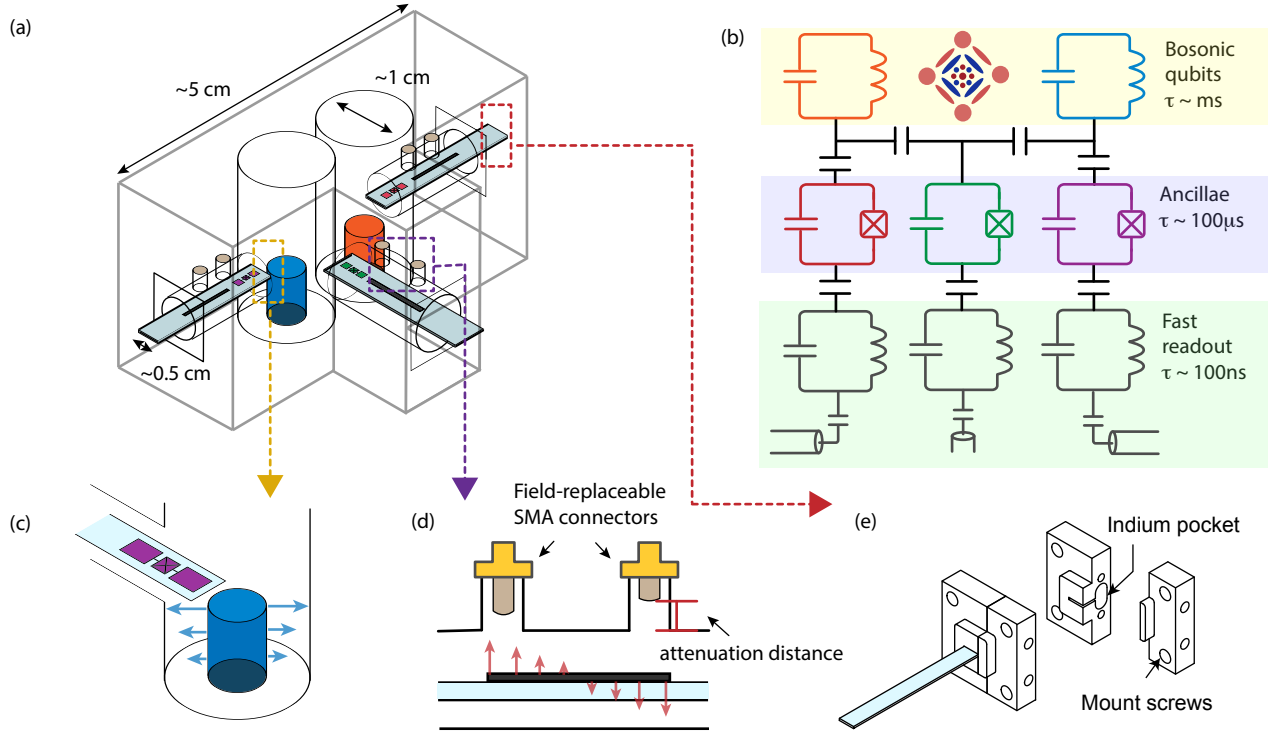 (a)
~5 cm
~1 cm
~0.5 cm
(b)
Bosonic
qubits
τ ~ ms
Ancillae
τ ~ 100μs
Fast
readout
τ ~ 100ns
(c)
(d)
Field-replaceable
SMA connectors
attenuation distance
(e)
Indium pocket
Mount screws